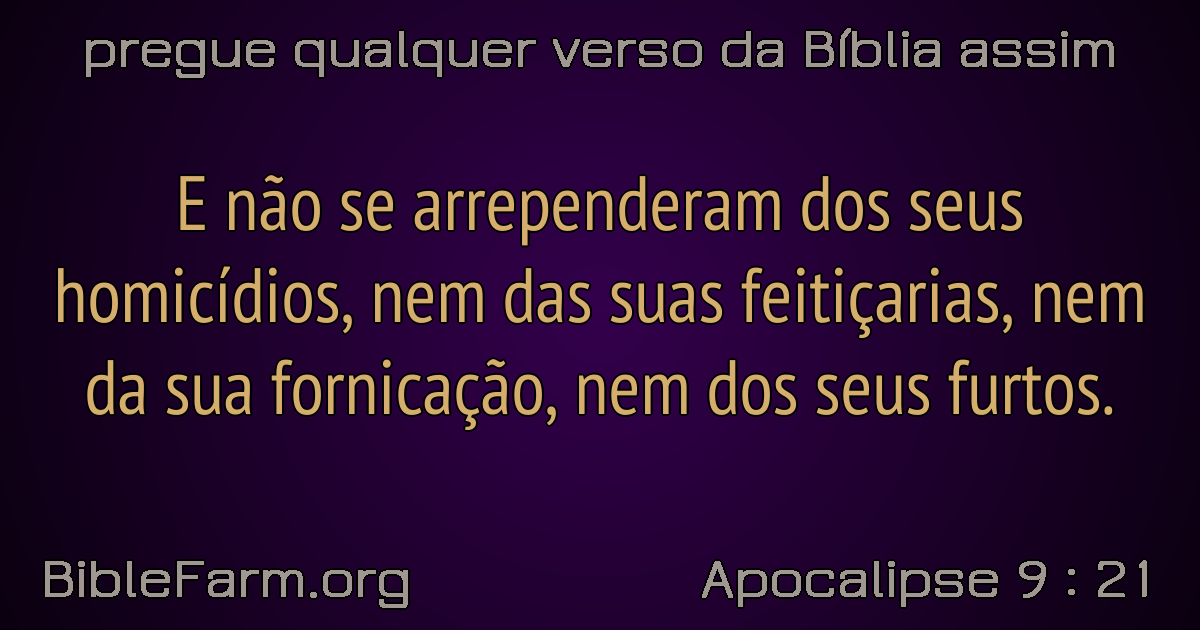 pregue qualquer verso da Bíblia assim
E não se arrependeram dos seus
homicídios, nem das suas feitiçarias, nem
da sua fornicação, nem dos seus furtos.
BibleFarm.org
Apocalipse 9 : 21